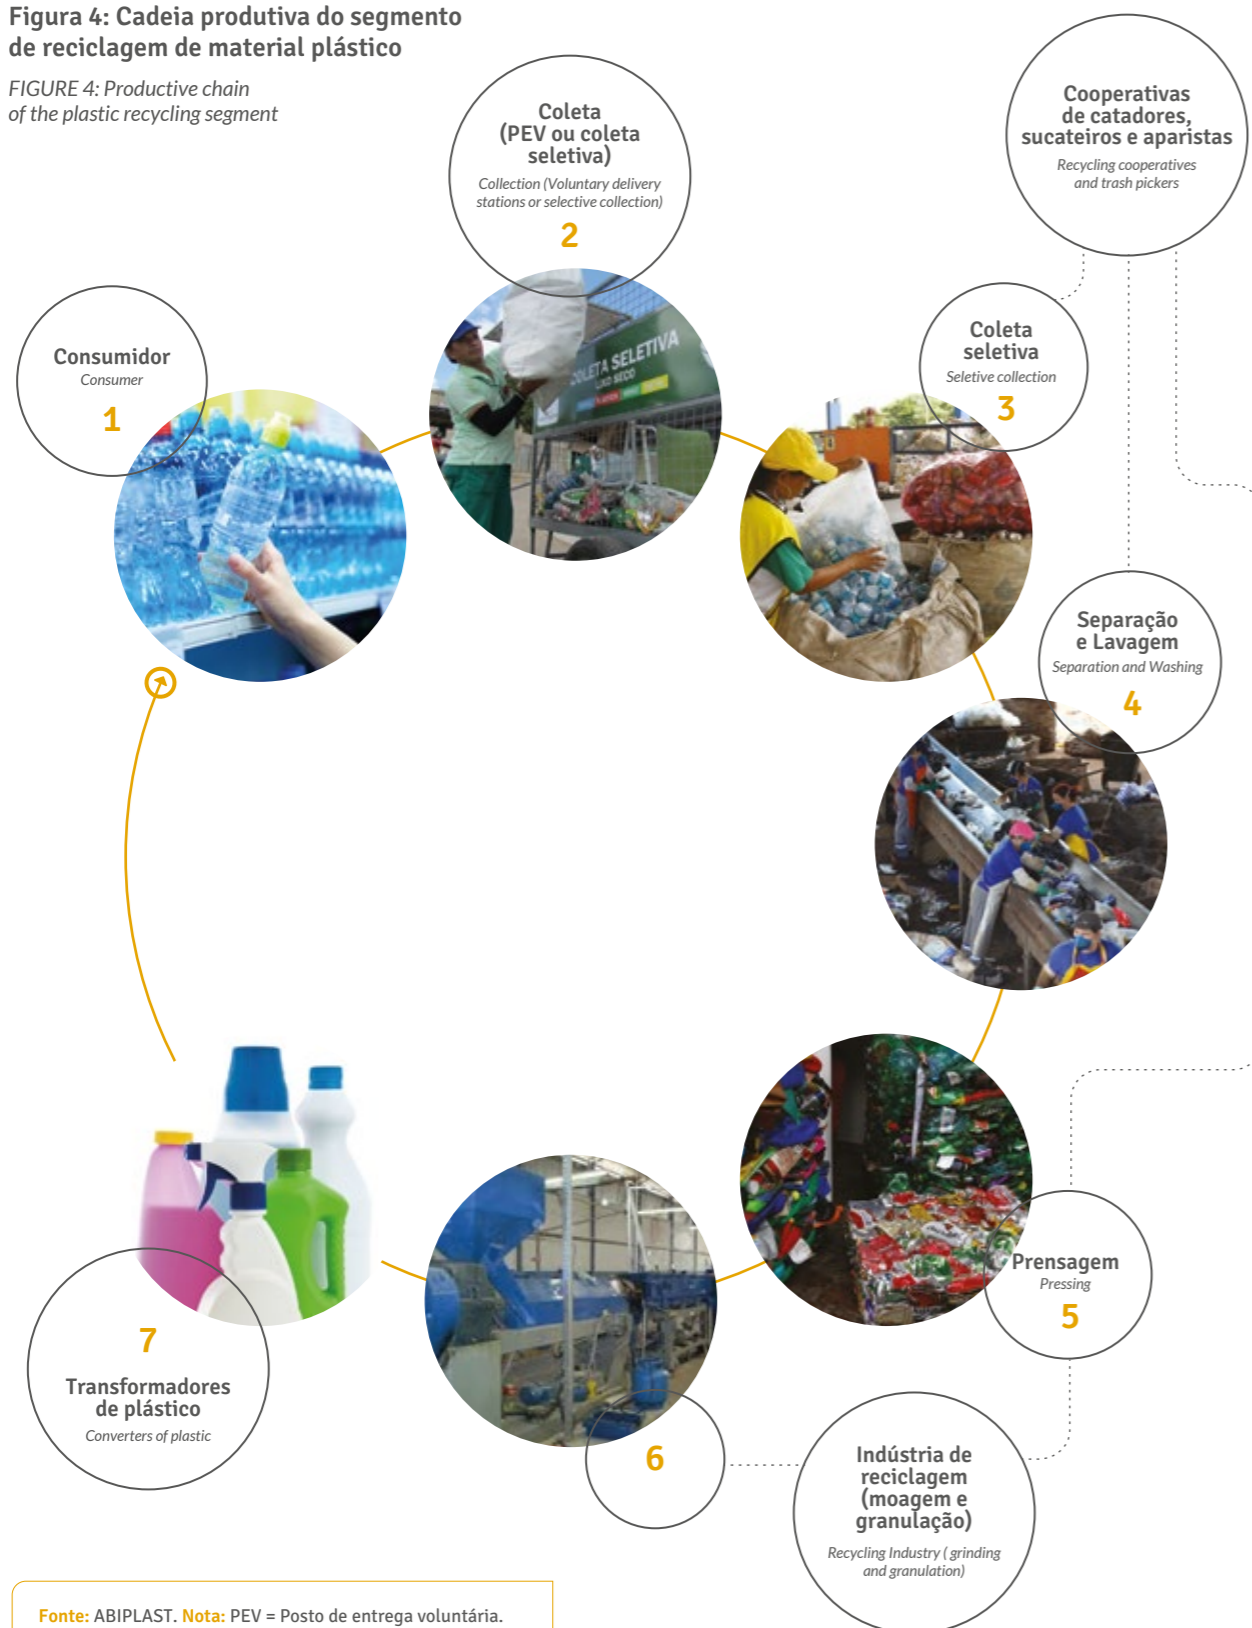 Figura 4: Cadeia produtiva do segmento
de reciclagem de material plástico
FIGURE 4: Productive chain
of the plastic recycling segment
Consumidor
Consumer
1
Coleta
(PEV ou coleta
seletiva)
Collection (Voluntary delivery
stations or selective collection)
2
COLETA SELETIVA
LIXO SECO
Cooperativas
de catadores,
sucateiros e aparistas
Recycling cooperatives
and trash pickers
Coleta
seletiva
Seletive collection
3
Separação
e Lavagem
Separation and Washing
4
Prensagem
Pressing
5
Indústria de
reciclagem
(moagem e
granulação)
Recycling Industry ( grinding
and granulation)
6
7
Transformadores
de plástico
Converters of plastic
Fonte: ABIPLAST. Nota: PEV = Posto de entrega voluntária.